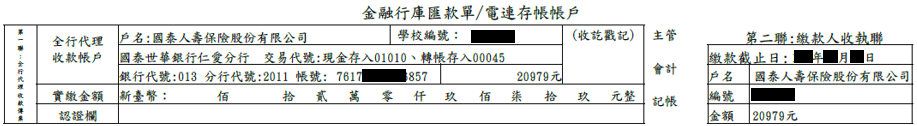 金融行庫匯款單/電連存帳帳戶
第一聯:全行代理收款傳票
全行代理
收款帳戶
戶名:國泰人壽保險股份有限公司 學校編號:
(收訖戳記)
國泰世華銀行仁愛分行 交易代號:現金存入01010、轉帳存入00045
銀行代號:013 分行代號:2011 帳號: 7617 3857 20979元
實繳金額 新臺幣: 佰 拾 貳 萬 零 仟 玖 佰 柒 拾 玖 元整
認證欄
主管
會計
記帳
第二聯:繳款人收執聯
繳款截止日: 年 月 日
戶名 國泰人壽保險股份有限公司
編號
金額 20979元